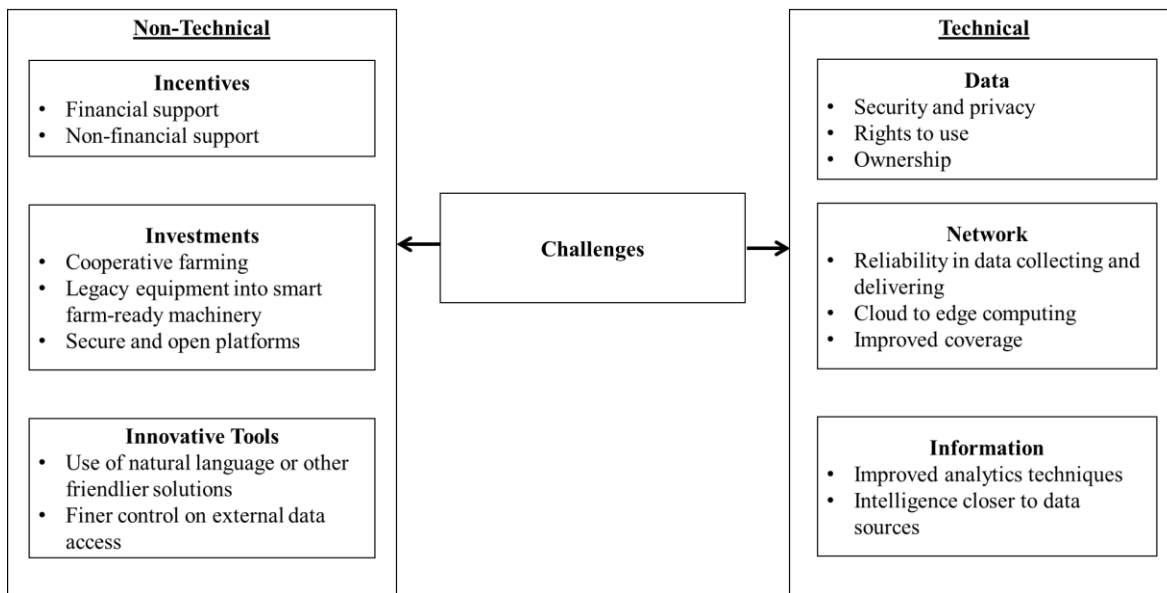 Non-Technical
Incentives
• Financial support
• Non-financial support
Investments
• Cooperative farming
• Legacy equipment into smart
farm-ready machinery
• Secure and open platforms
Innovative Tools
• Use of natural language or other
friendlier solutions
• Finer control on external data
access
Challenges
Technical
Data
• Security and privacy
• Rights to use
• Ownership
Network
• Reliability in data collecting and
delivering
• Cloud to edge computing
• Improved coverage
Information
• Improved analytics techniques
• Intelligence closer to data
sources